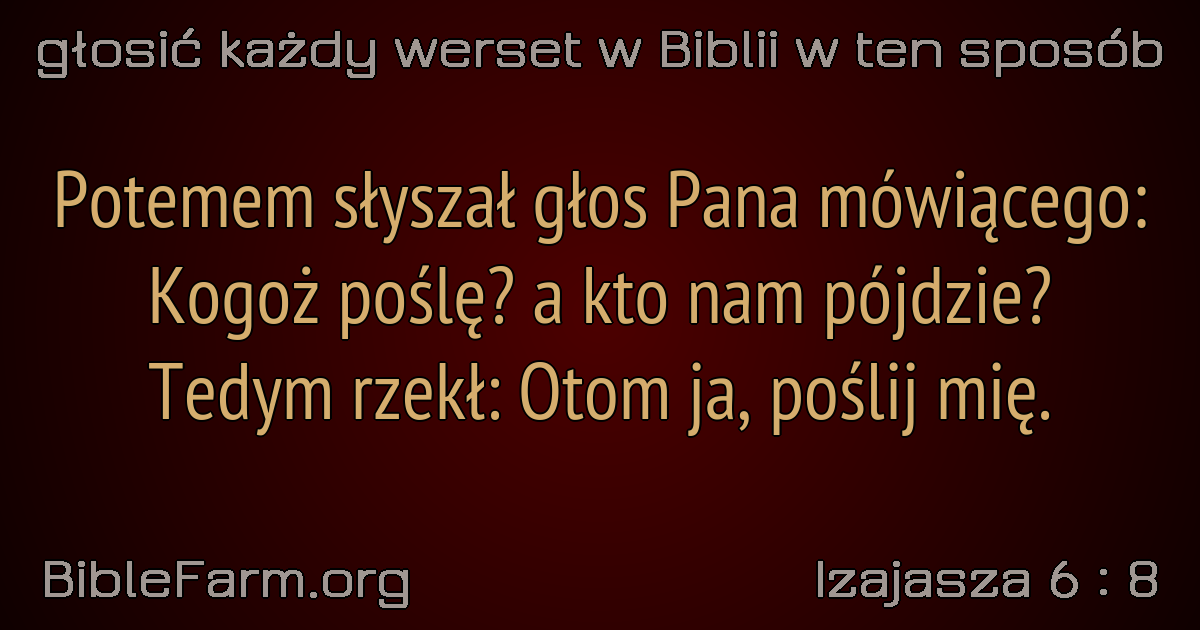 głosić każdy werset w Biblii w ten sposób
Potemem słyszał głos Pana mówiącego:
Kogoż poślę? a kto nam pójdzie?
Tedym rzekł: Otom ja, poślij mię.
BibleFarm.org
Izajasza 6 : 8